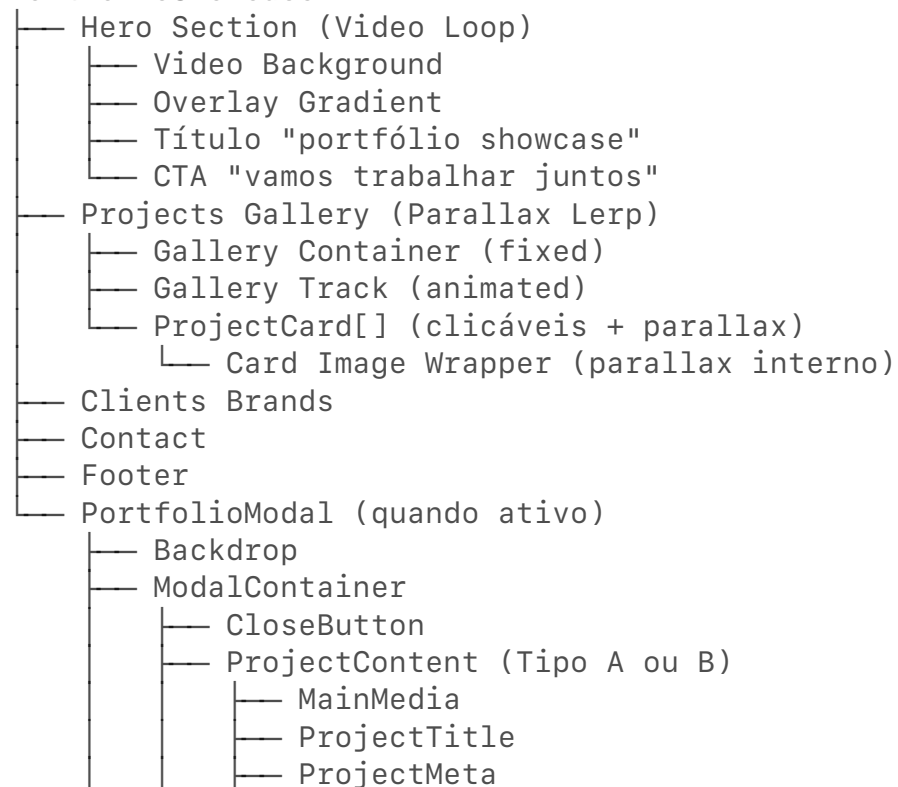 ├── Hero Section (Video Loop)
│   ├── Video Background
│   ├── Overlay Gradient
│   ├── Título "portfólio showcase"
│   └── CTA "vamos trabalhar juntos"
├── Projects Gallery (Parallax Lerp)
│   ├── Gallery Container (fixed)
│   ├── Gallery Track (animated)
│   └── ProjectCard[] (clicáveis + parallax)
│       └── Card Image Wrapper (parallax interno)
├── Clients Brands
├── Contact
├── Footer
└── PortfolioModal (quando ativo)
    ├── Backdrop
    ├── ModalContainer
    │   ├── CloseButton
    │   ├── ProjectContent (Tipo A ou B)
    │   │   ├── MainMedia
    │   │   ├── ProjectTitle
    │   │   ├── ProjectMeta